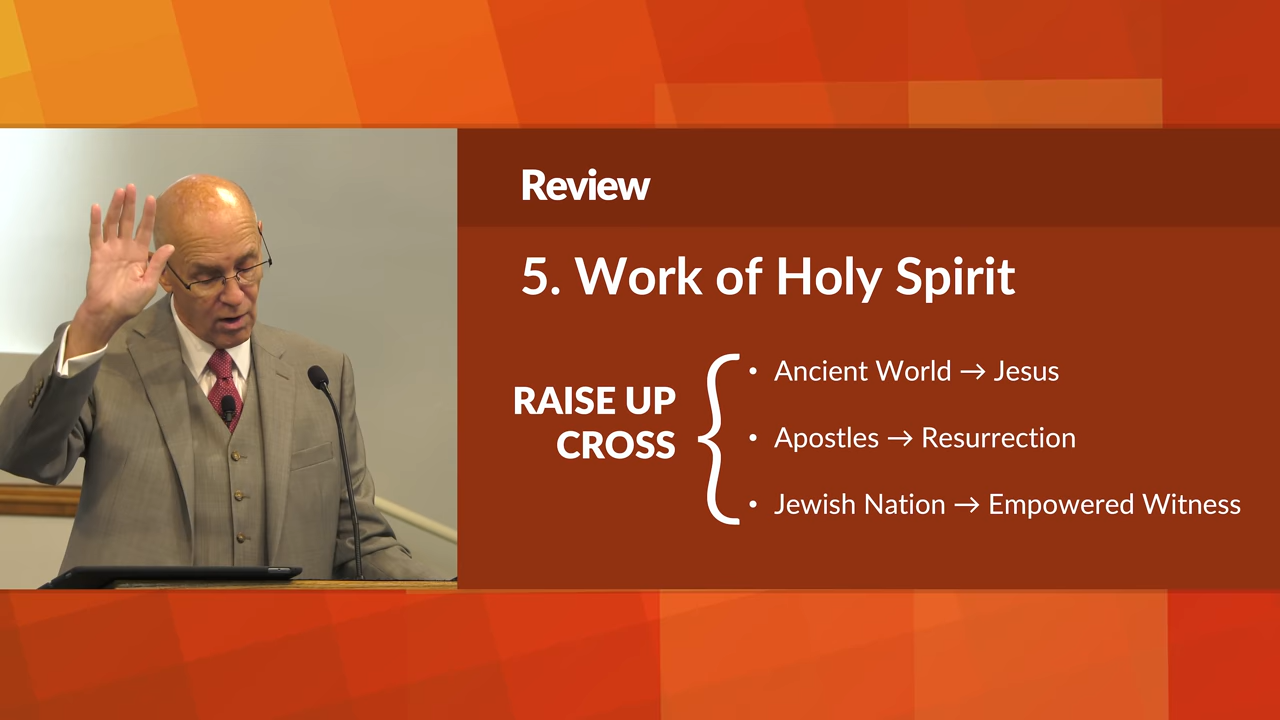 Review
5. Work of Holy Spirit
RAISE UP
CROSS
• Ancient World → Jesus
• Apostles → Resurrection
• Jewish Nation → Empowered Witness